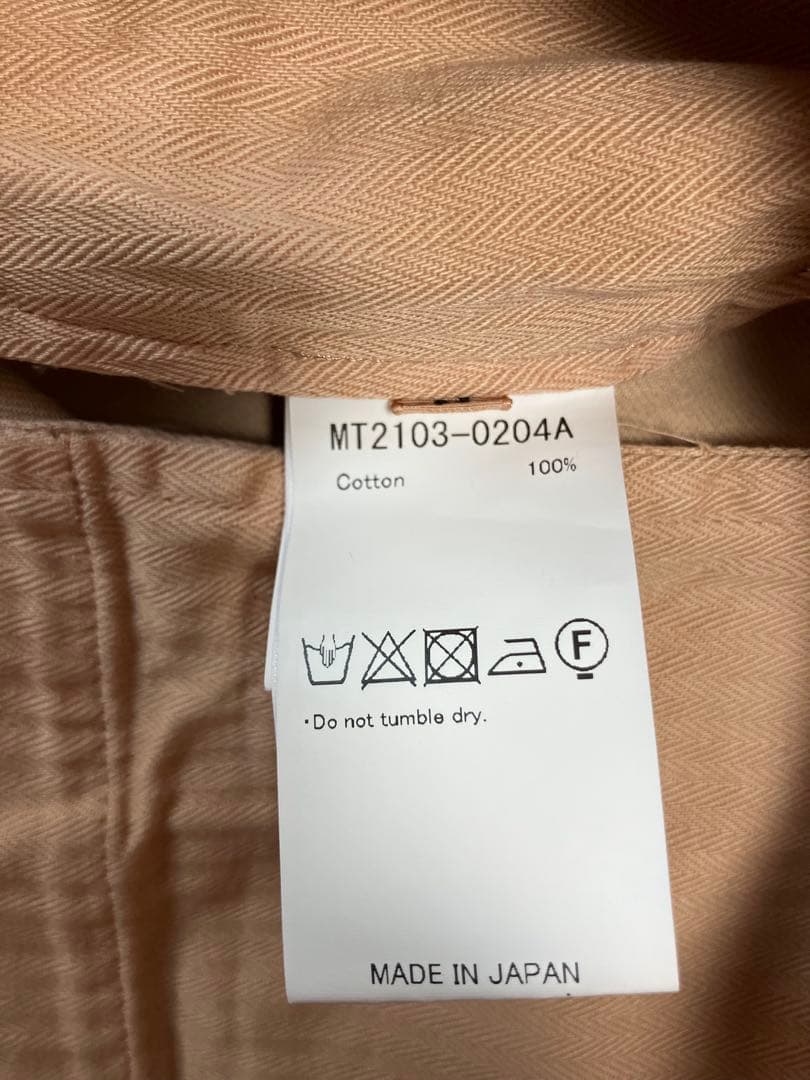 MT2103-0204A
Cotton 100%
F
·Do not tumble dry.
MADE IN JAPAN